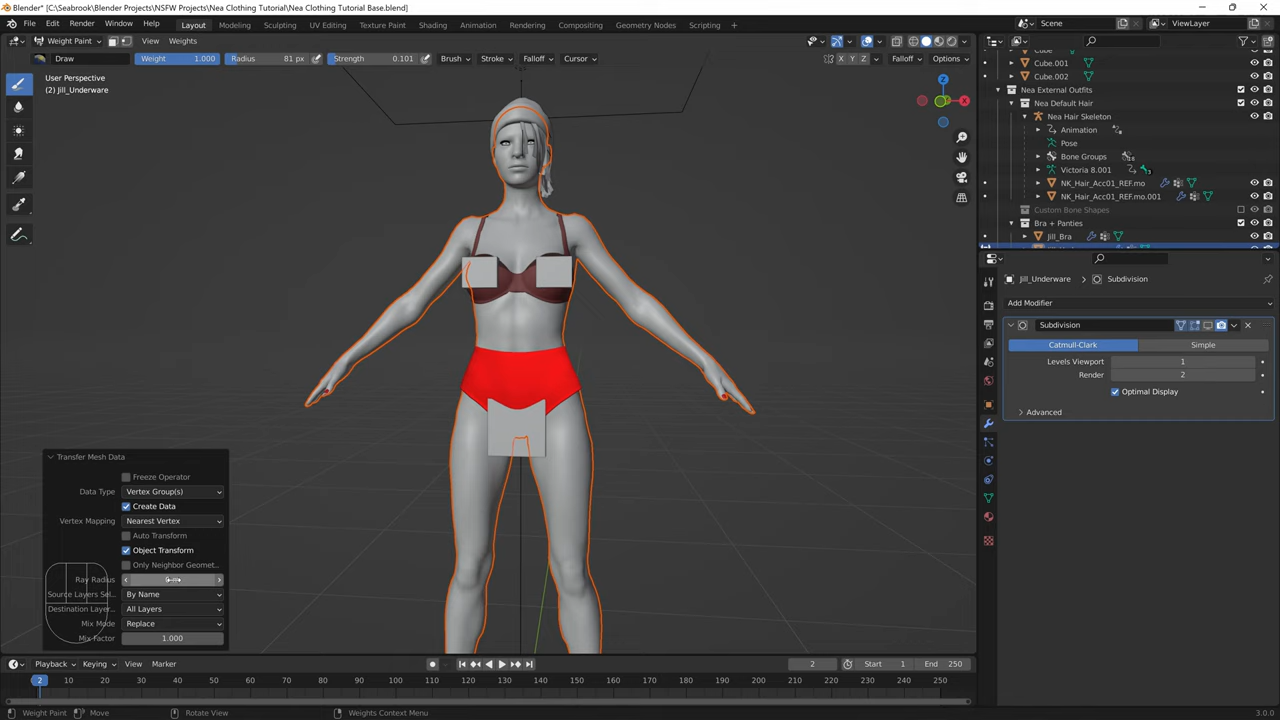 Blender* [F:\Seabrook\Blender Projects\NSFW Projects\Nea Clothing Tutorial\Nea Clothing Tutorial Base.blend]
File Edit Render Window Help Layout Modeling Sculpting UV Editing Texture Paint Shading Animation Rendering Compositing Geometry Nodes Scripting + Scene ViewLayer
Weight Paint View Weights
Draw Weight 1.000 Radius 81 px Strength 0.101 Brush Stroke Falloff Cursor X Y Z Falloff Options
User Perspective
(2) Jill_Underware
Z
X
Cube
Cube.001
Cube.002
Nea External Outfits
Nea Default Hair
Nea Hair Skeleton
Animation
Pose
Bone Groups
Victoria 8.001
NK_Hair_Acc01_REF.mo
NK_Hair_Acc01_REF.mo.001
Custom Bone Shapes
Bra + Panties
Jill_Bra
Jill_Underware > Subdivision
Add Modifier
Subdivision
Catmull-Clark Simple
Levels Viewport 1
Render 2
Optimal Display
Advanced
Transfer Mesh Data
Freeze Operator
Data Type Vertex Group(s)
Create Data
Vertex Mapping Nearest Vertex
Auto Transform
Object Transform
Only Neighbor Geomet...
Ray Radius
Source Layers Sel... By Name
Destination Layer... All Layers
Mix Mode Replace
Mix Factor 1.000
Playback Keying View Marker 2 Start 1 End 250
2 10 20 30 40 50 60 70 80 90 100 110 120 130 140 150 160 170 180 190 200 210 220 230 240 250
Weight Paint Move Rotate View Weights Context Menu 3.0.0